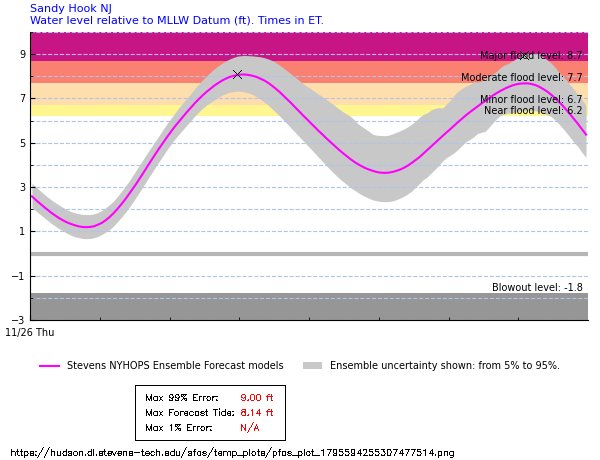 Sandy Hook NJ
Water level relative to MLLW Datum (ft). Times in ET.
9
Major flood level: 8.7
Moderate flood level: 7.7
7
Minor flood level: 6.7
Near flood level: 6.2
5
3
1
−1
Blowout level: -1.8
−3
11/26 Thu
Stevens NYHOPS Ensemble Forecast models
Ensemble uncertainty shown: from 5% to 95%.
Max 99% Error: 9.00 ft
Max Forecast Tide: 8.14 ft
Max 1% Error: N/A
https://hudson.dl.stevens-tech.edu/afos/temp_plots/pfos_plot_1795594255307477514.png